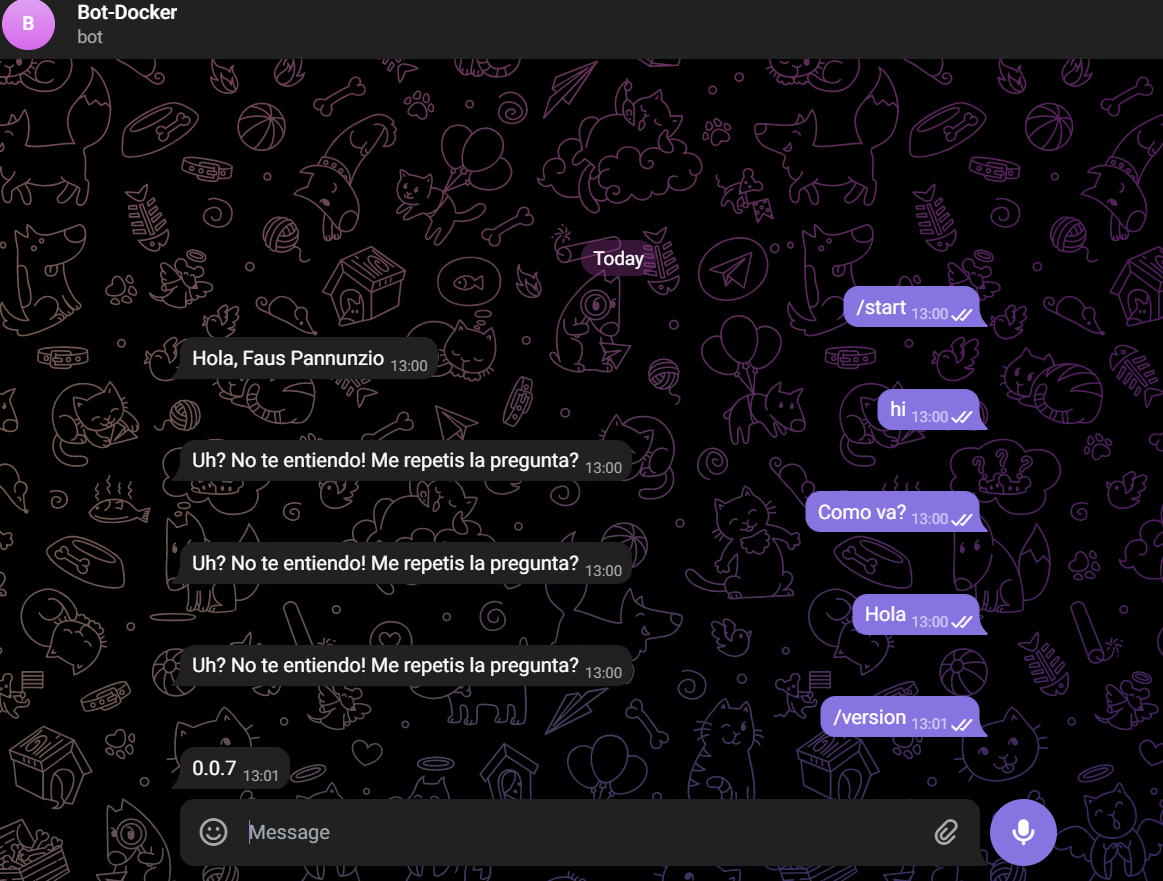 B
Bot-Docker
bot
Today
/start 13:00
Hola, Faus Pannunzio 13:00
hi 13:00
Uh? No te entiendo! Me repetis la pregunta? 13:00
Como va? 13:00
Uh? No te entiendo! Me repetis la pregunta? 13:00
Hola 13:00
Uh? No te entiendo! Me repetis la pregunta? 13:00
/version 13:01
0.0.7 13:01
Message